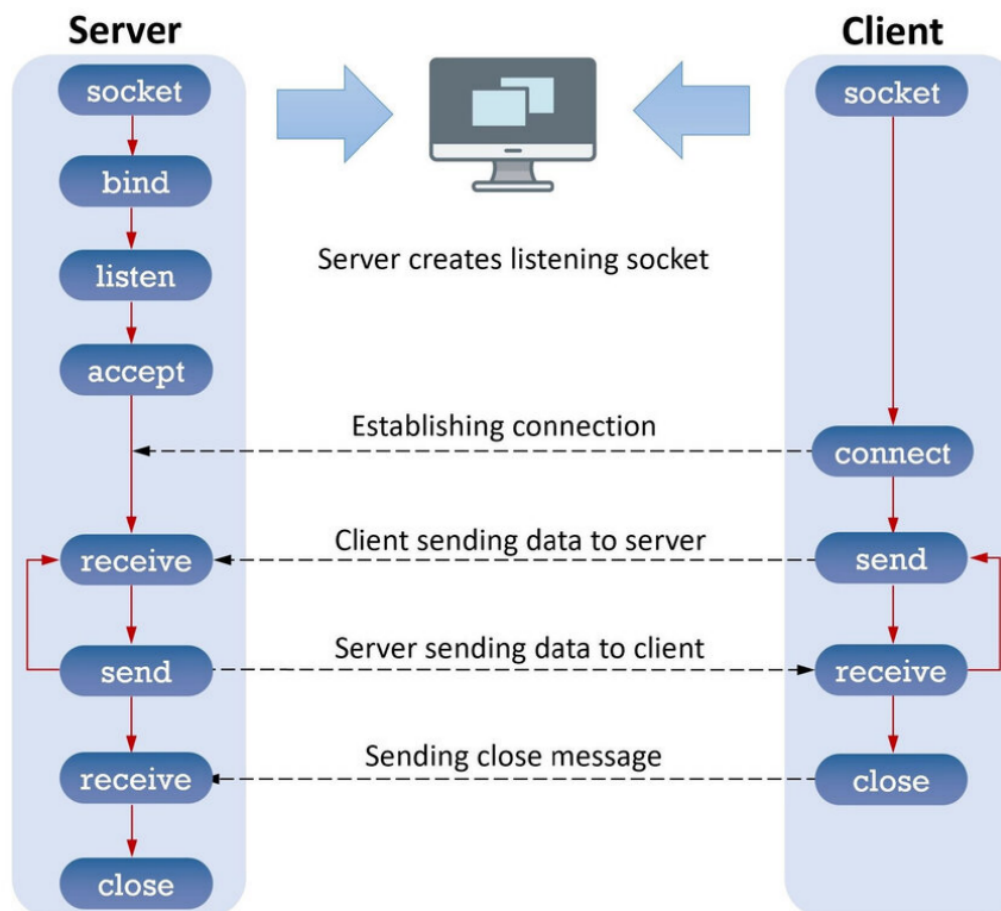 Server
Client
socket
socket
bind
listen
Server creates listening socket
accept
Establishing connection
connect
receive
Client sending data to server
send
send
Server sending data to client
receive
receive
Sending close message
close
close